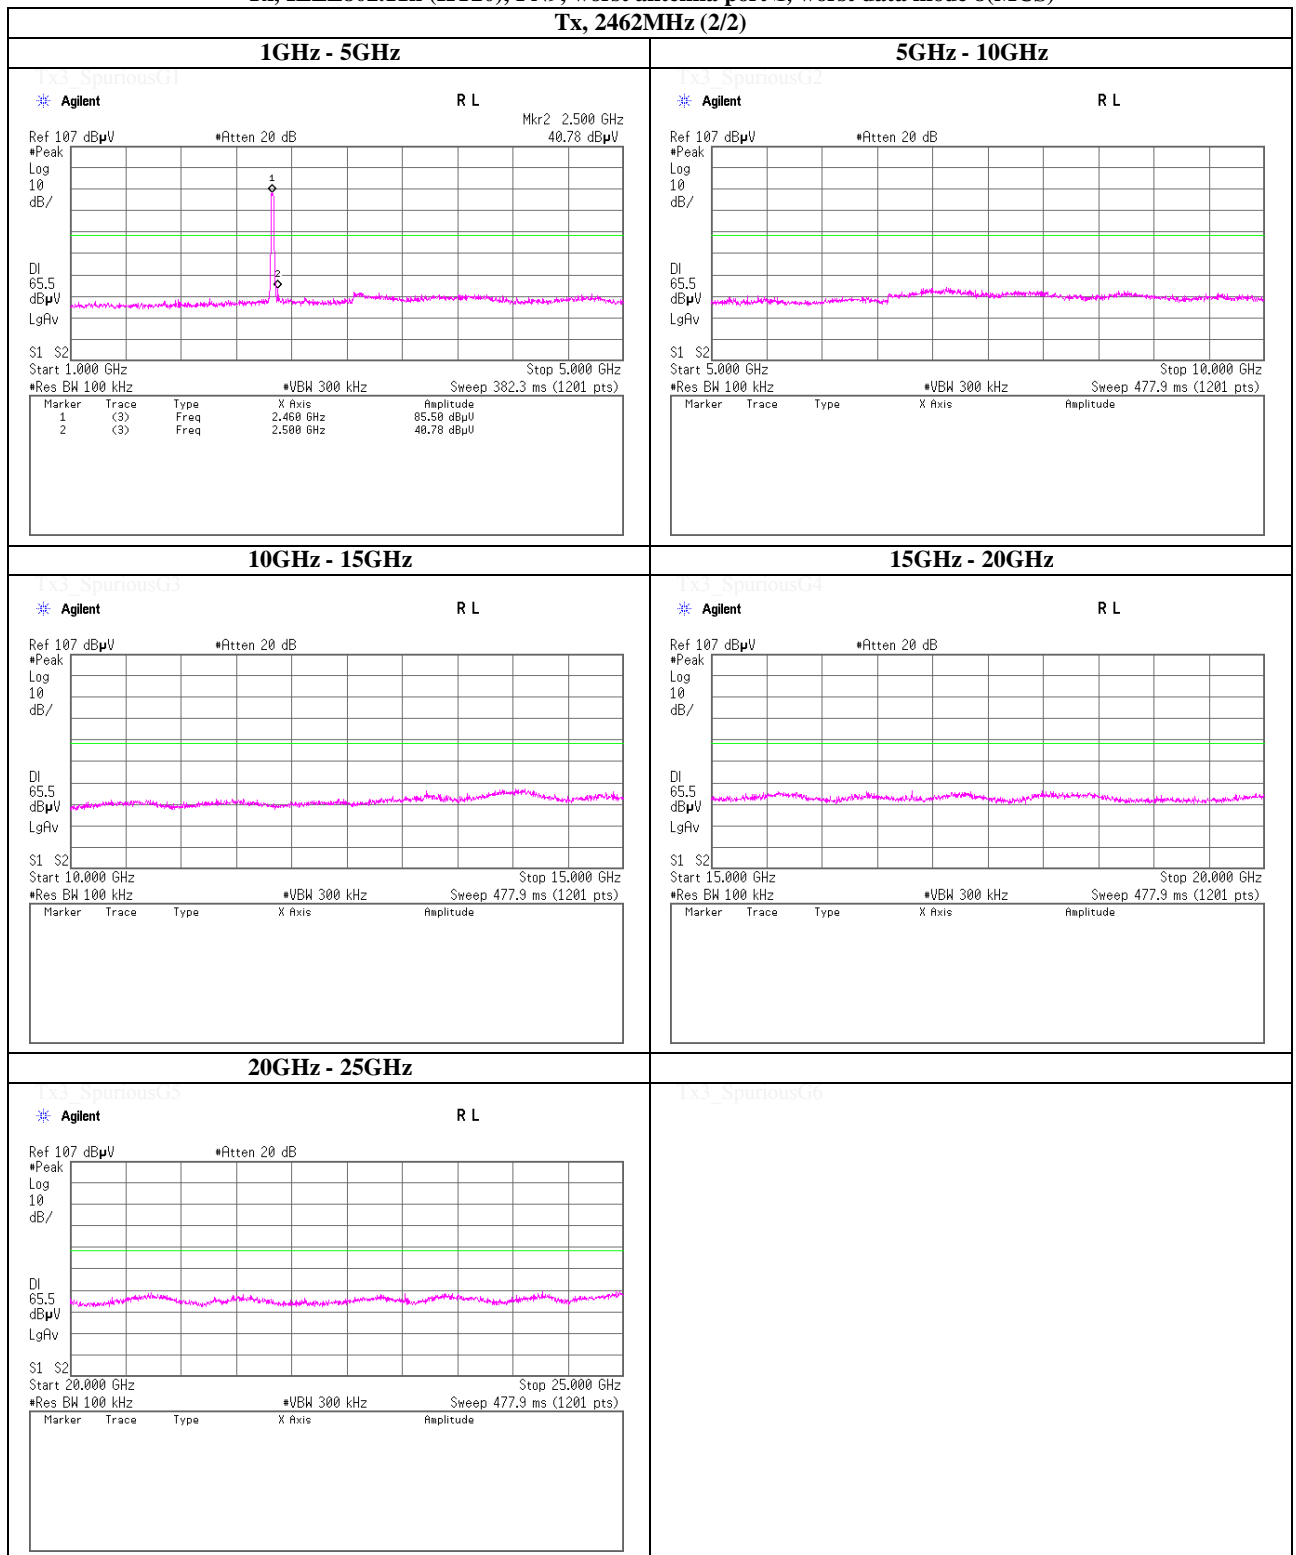 Tx, 2462MHz (2/2)
1GHz - 5GHz
5GHz - 10GHz
Tx3_SpuriousG1
Tx3_SpuriousG2
Agilent
R L
Mkr2 2.500 GHz
Ref 107 dBµV
#Atten 20 dB
40.78 dBµV
#Peak
Log
10
dB/
1
2
DI
65.5
dBµV
LgAv
S1 S2
Start 1.000 GHz
Stop 5.000 GHz
#Res BW 100 kHz
#VBW 300 kHz
Sweep 382.3 ms (1201 pts)
Marker Trace Type X Axis Amplitude
1 (3) Freq 2.460 GHz 85.50 dBµV
2 (3) Freq 2.500 GHz 40.78 dBµV
Agilent
R L
Ref 107 dBµV
#Atten 20 dB
#Peak
Log
10
dB/
DI
65.5
dBµV
LgAv
S1 S2
Start 5.000 GHz
Stop 10.000 GHz
#Res BW 100 kHz
#VBW 300 kHz
Sweep 477.9 ms (1201 pts)
Marker Trace Type X Axis Amplitude
10GHz - 15GHz
15GHz - 20GHz
Tx3_SpuriousG3
Tx3_SpuriousG4
Agilent
R L
Ref 107 dBµV
#Atten 20 dB
#Peak
Log
10
dB/
DI
65.5
dBµV
LgAv
S1 S2
Start 10.000 GHz
Stop 15.000 GHz
#Res BW 100 kHz
#VBW 300 kHz
Sweep 477.9 ms (1201 pts)
Marker Trace Type X Axis Amplitude
Agilent
R L
Ref 107 dBµV
#Atten 20 dB
#Peak
Log
10
dB/
DI
65.5
dBµV
LgAv
S1 S2
Start 15.000 GHz
Stop 20.000 GHz
#Res BW 100 kHz
#VBW 300 kHz
Sweep 477.9 ms (1201 pts)
Marker Trace Type X Axis Amplitude
20GHz - 25GHz
Tx3_SpuriousG5
Tx3_SpuriousG6
Agilent
R L
Ref 107 dBµV
#Atten 20 dB
#Peak
Log
10
dB/
DI
65.5
dBµV
LgAv
S1 S2
Start 20.000 GHz
Stop 25.000 GHz
#Res BW 100 kHz
#VBW 300 kHz
Sweep 477.9 ms (1201 pts)
Marker Trace Type X Axis Amplitude